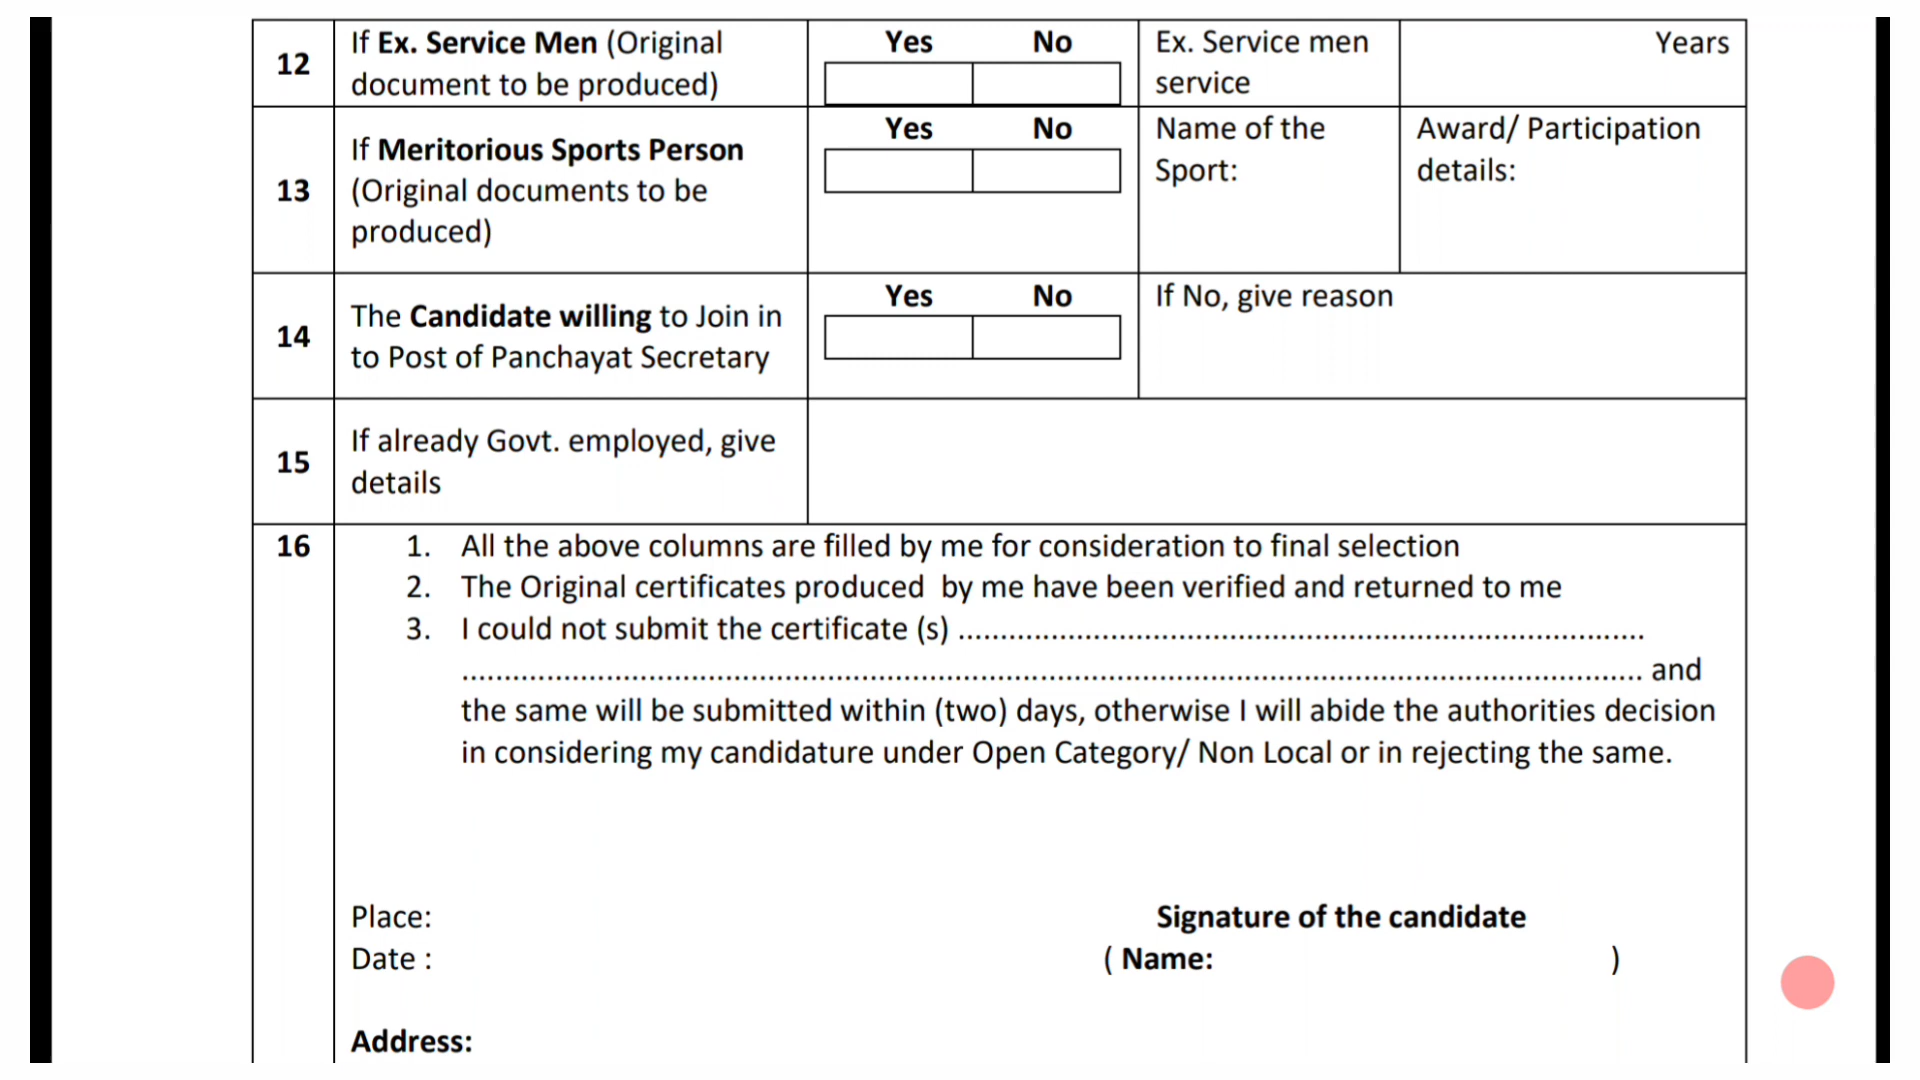 12
If Ex. Service Men (Original
document to be produced)
Yes No
Ex. Service men
service
Years
13
If Meritorious Sports Person
(Original documents to be
produced)
Yes No
Name of the
Sport:
Award/ Participation
details:
14
The Candidate willing to Join in
to Post of Panchayat Secretary
Yes No
If No, give reason
15
If already Govt. employed, give
details
16
1. All the above columns are filled by me for consideration to final selection
2. The Original certificates produced by me have been verified and returned to me
3. I could not submit the certificate (s) ................................................................................
.......................................................................................................................................... and
the same will be submitted within (two) days, otherwise I will abide the authorities decision
in considering my candidature under Open Category/ Non Local or in rejecting the same.
Place:
Signature of the candidate
Date :
( Name: )
Address: